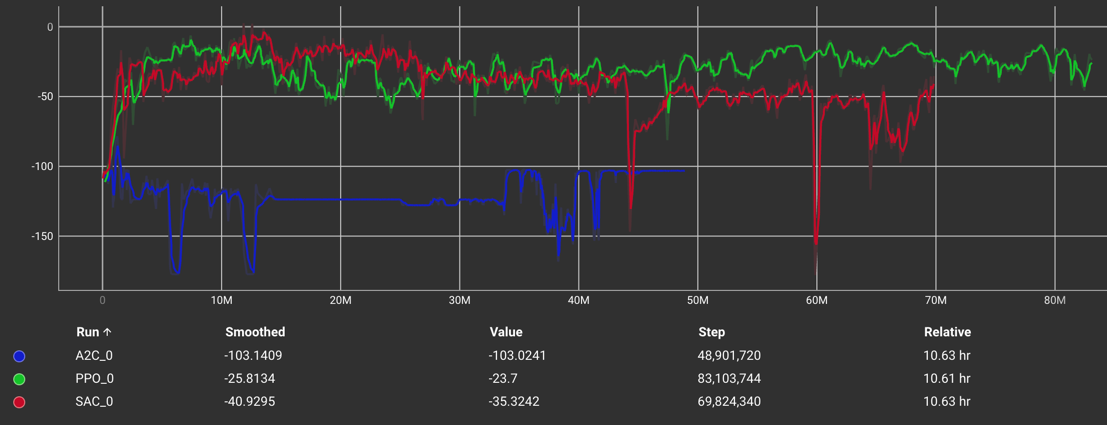 0
-50
-100
-150
0 10M 20M 30M 40M 50M 60M 70M 80M
Run ↑ Smoothed Value Step Relative
A2C_0 -103.1409 -103.0241 48,901,720 10.63 hr
PPO_0 -25.8134 -23.7 83,103,744 10.61 hr
SAC_0 -40.9295 -35.3242 69,824,340 10.63 hr